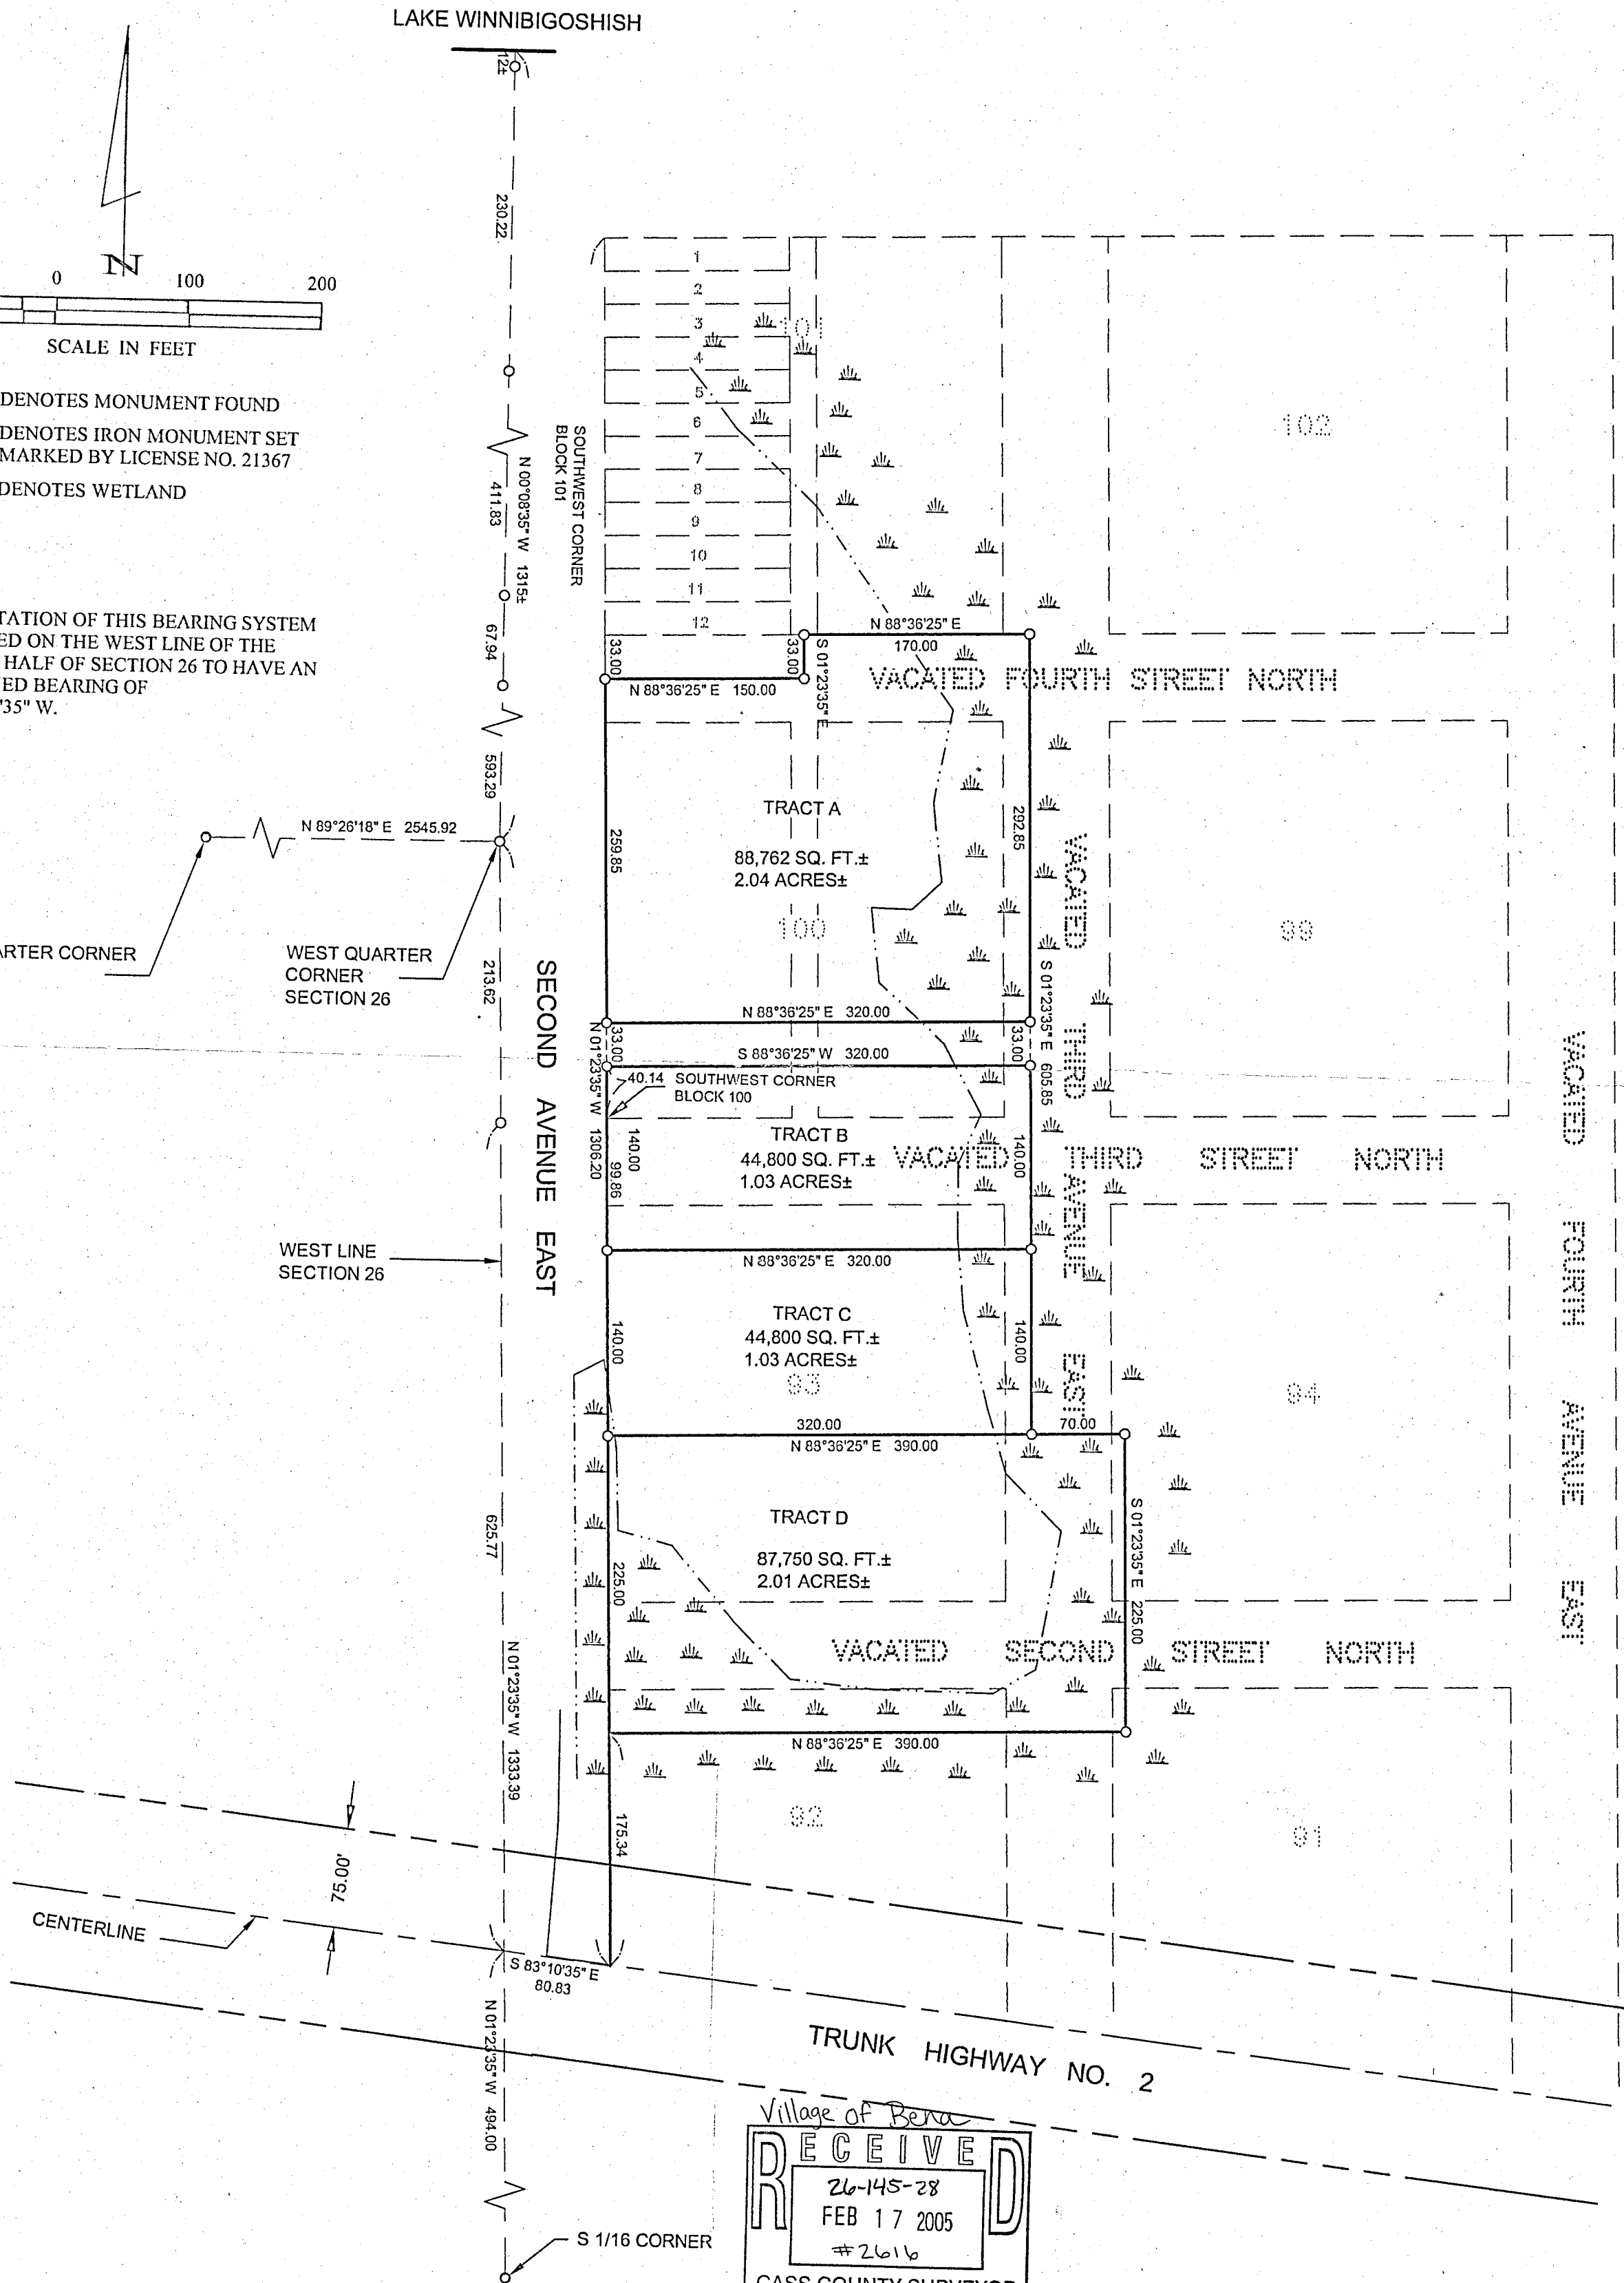 LAKE WINNIBIGOSHISH
12±
230.22
N
0 100 200
SCALE IN FEET
DENOTES MONUMENT FOUND
DENOTES IRON MONUMENT SET
MARKED BY LICENSE NO. 21367
DENOTES WETLAND
TATION OF THIS BEARING SYSTEM
ED ON THE WEST LINE OF THE
HALF OF SECTION 26 TO HAVE AN
ED BEARING OF
'35" W.
N 00°08'35" W 1315±
411.83
67.94
593.29
SOUTHWEST CORNER
BLOCK 101
1
2
3
4
5
6
7
8
9
10
11
12
101
102
N 88°36'25" E
170.00
33.00
33.00
S 01°23'35" E
N 88°36'25" E 150.00
VACATED FOURTH STREET NORTH
TRACT A
88,762 SQ. FT.±
2.04 ACRES±
100
259.85
292.85
99
N 89°26'18" E 2545.92
ARTER CORNER
WEST QUARTER
CORNER
SECTION 26
213.62
SECOND AVENUE EAST
VACATED THIRD AVENUE EAST
N 88°36'25" E 320.00
33.00
33.00
S 88°36'25" W 320.00
S 01°23'35" E 605.85
N 01°23'35" W 1306.20
40.14 SOUTHWEST CORNER
BLOCK 100
TRACT B
44,800 SQ. FT.±
1.03 ACRES±
140.00
99.86
140.00
VACATED THIRD STREET NORTH
VACATED FOURTH AVENUE EAST
WEST LINE
SECTION 26
N 88°36'25" E 320.00
TRACT C
44,800 SQ. FT.±
1.03 ACRES±
93
140.00
140.00
94
320.00
70.00
N 88°36'25" E 390.00
TRACT D
87,750 SQ. FT.±
2.01 ACRES±
225.00
S 01°23'35" E 225.00
625.77
VACATED SECOND STREET NORTH
N 88°36'25" E 390.00
N 01°23'35" W 1333.39
92
91
175.34
75.00'
CENTERLINE
S 83°10'35" E
80.83
N 01°23'35" W 494.00
TRUNK HIGHWAY NO. 2
Village of Bena
RECEIVED
26-145-28
FEB 17 2005
#2616
CASS COUNTY SURVEYOR
S 1/16 CORNER